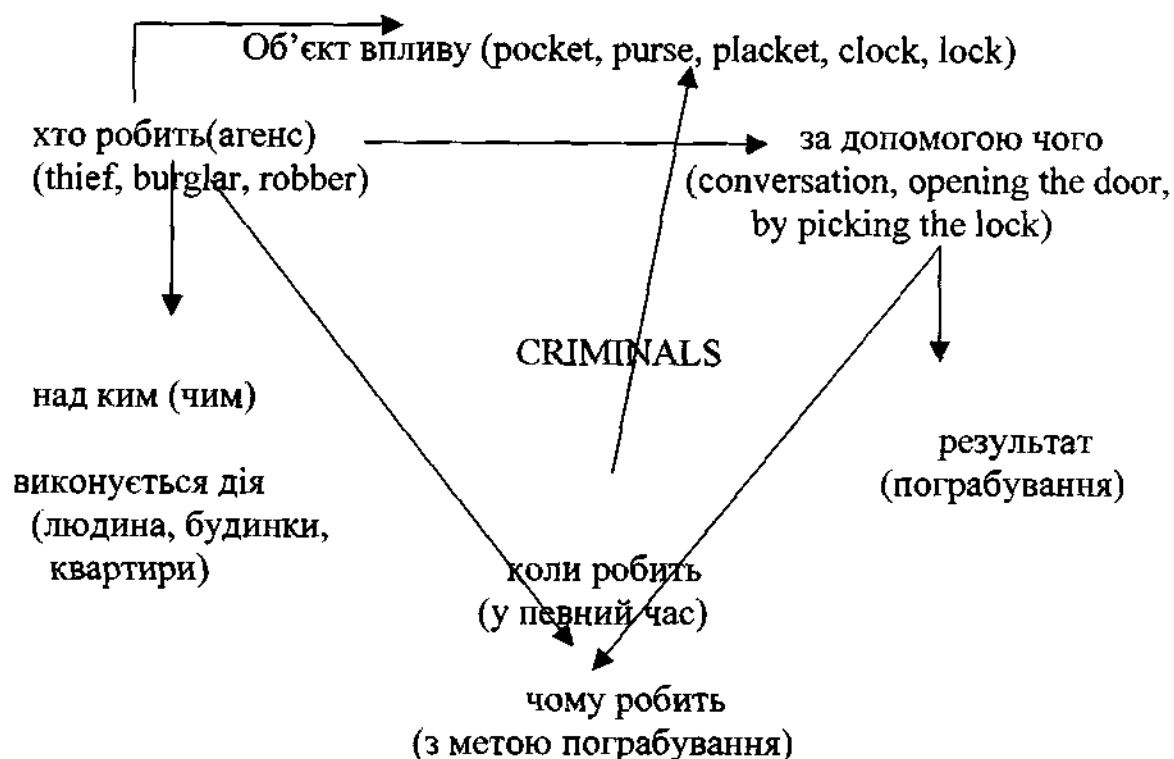 Об’єкт впливу (pocket, purse, placket, clock, lock)
хто робить(агенс)
(thief, burglar, robber)
за допомогою чого
(conversation, opening the door,
by picking the lock)
CRIMINALS
над ким (чим)
виконується дія
(людина, будинки,
квартири)
результат
(пограбування)
коли робить
(у певний час)
чому робить
(з метою пограбування)